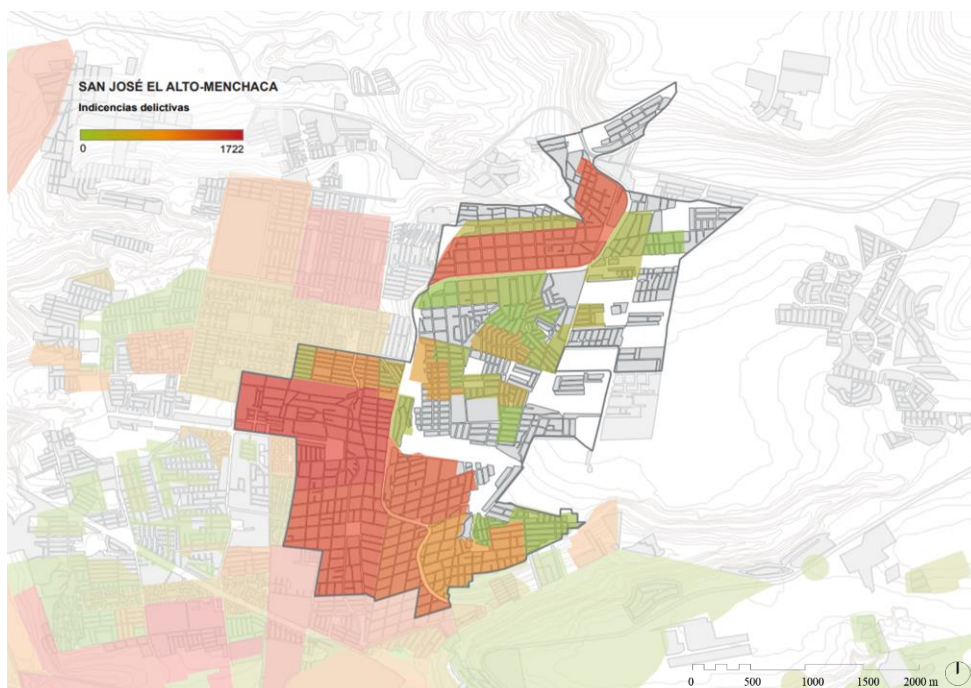 SAN JOSÉ EL ALTO-MENCHACA
Indicencias delictivas
0 1722
0 500 1000 1500 2000 m